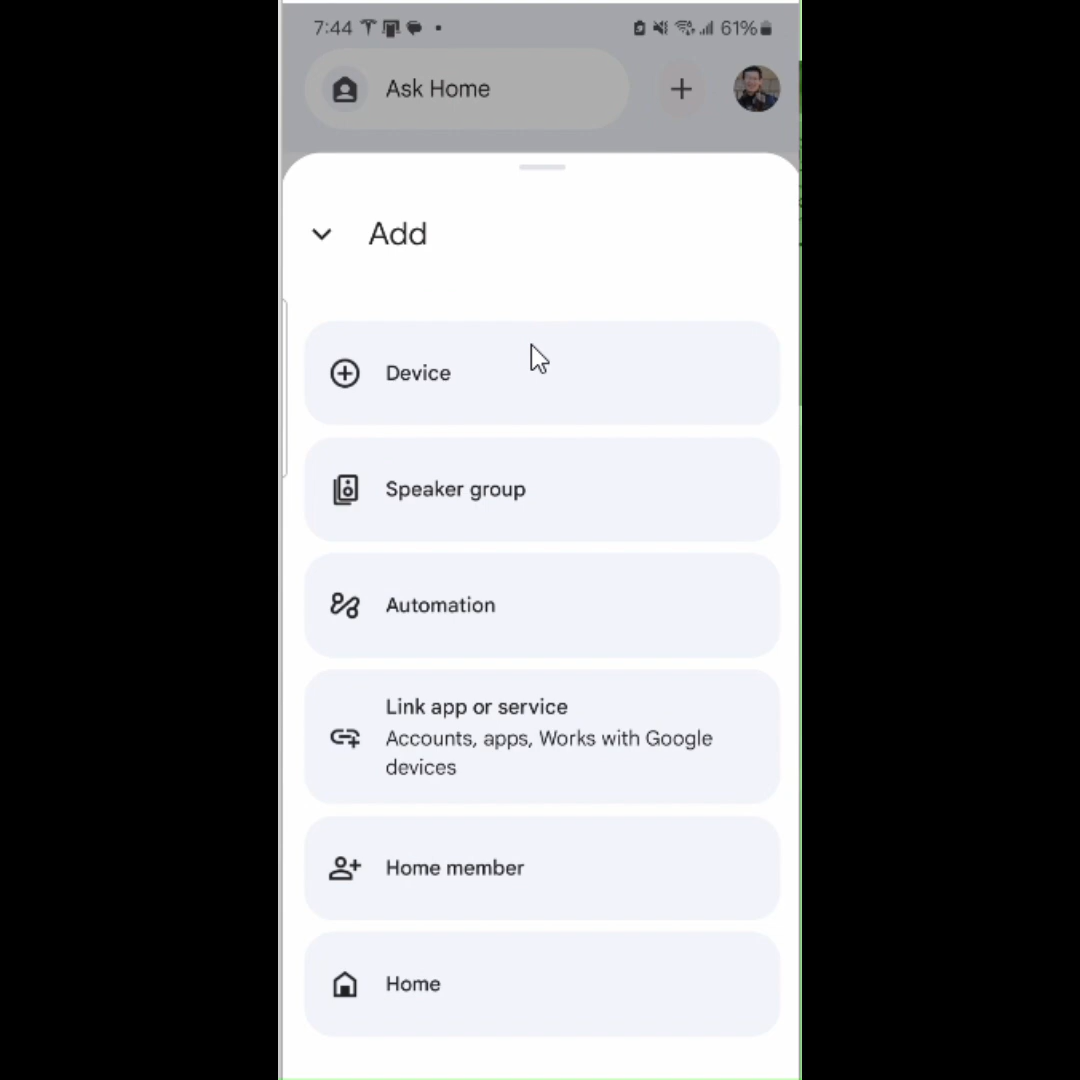 7:44 61%
Ask Home
Add
Device
Speaker group
Automation
Link app or service
Accounts, apps, Works with Google
devices
Home member
Home